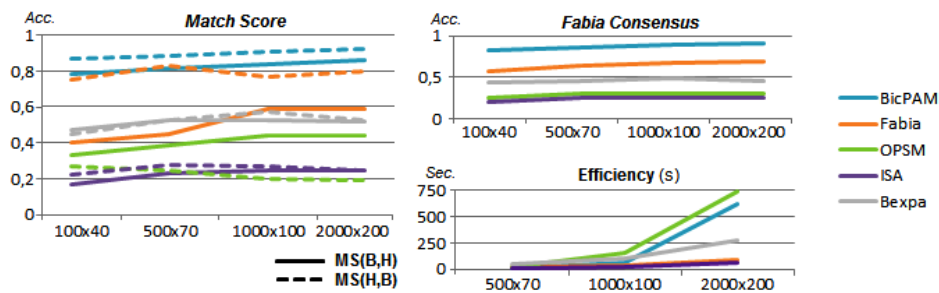 Acc.
Match Score
1
0,8
0,6
0,4
0,2
0
100x40 500x70 1000x100 2000x200
MS(B,H)
MS(H,B)
Acc.
Fabia Consensus
1
0,5
0
100x40 500x70 1000x100 2000x200
Sec.
Efficiency (s)
750
500
250
0
500x70 1000x100 2000x200
BicPAM
Fabia
OPSM
ISA
Bexpa